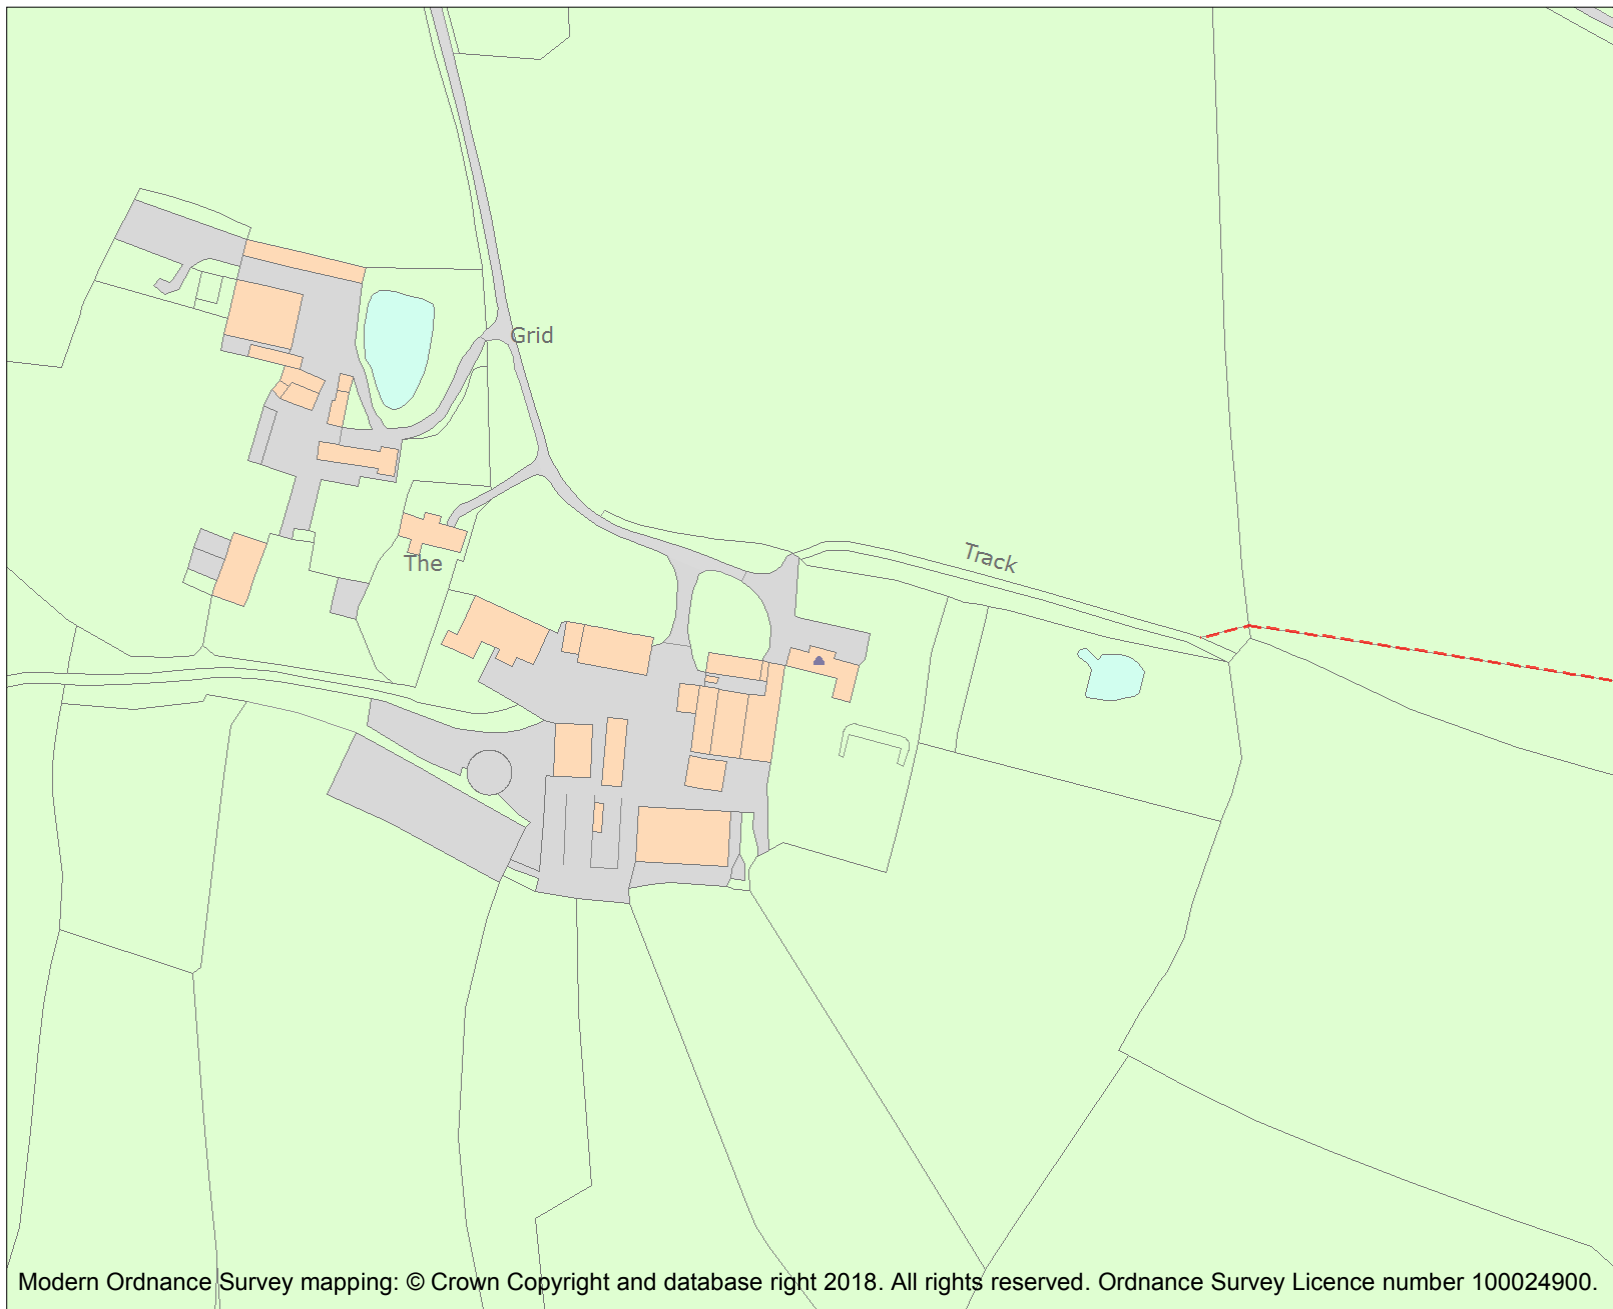 Grid
Track
The
Modern Ordnance Survey mapping: © Crown Copyright and database right 2018. All rights reserved. Ordnance Survey Licence number 100024900.